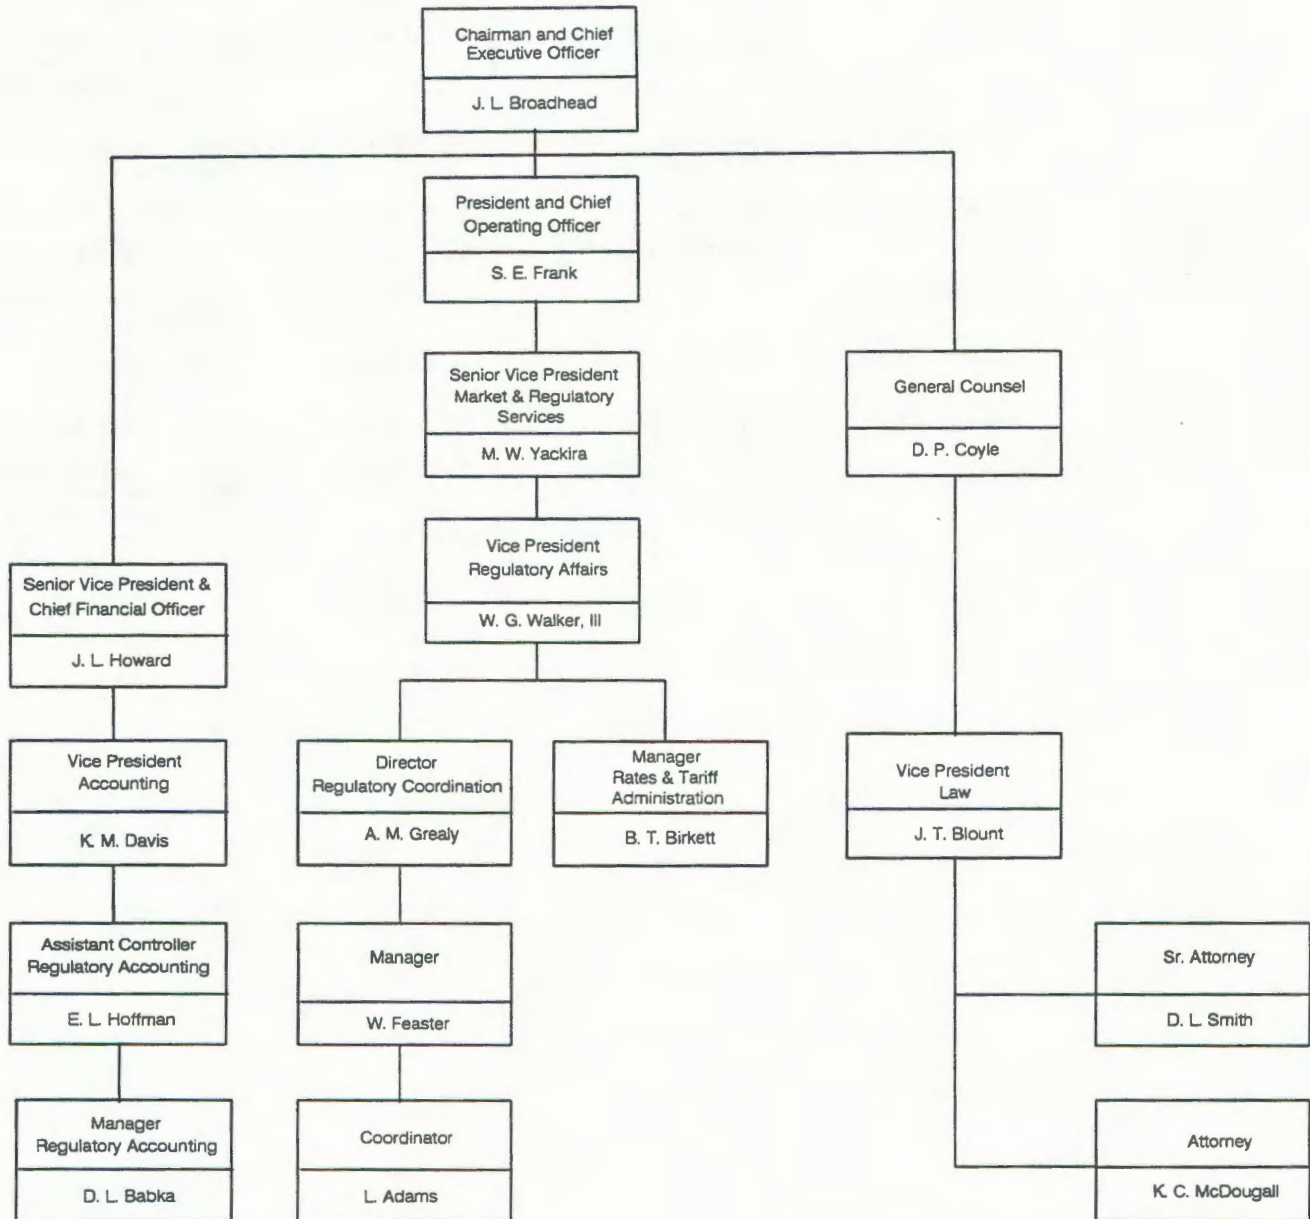 Chairman and Chief
Executive Officer
J. L. Broadhead
President and Chief
Operating Officer
S. E. Frank
Senior Vice President
Market & Regulatory
Services
M. W. Yackira
General Counsel
D. P. Coyle
Vice President
Regulatory Affairs
W. G. Walker, III
Senior Vice President &
Chief Financial Officer
J. L. Howard
Vice President
Accounting
K. M. Davis
Director
Regulatory Coordination
A. M. Grealy
Manager
Rates & Tariff
Administration
B. T. Birkett
Vice President
Law
J. T. Blount
Assistant Controller
Regulatory Accounting
E. L. Hoffman
Manager
W. Feaster
Sr. Attorney
D. L. Smith
Manager
Regulatory Accounting
D. L. Babka
Coordinator
L. Adams
Attorney
K. C. McDougall